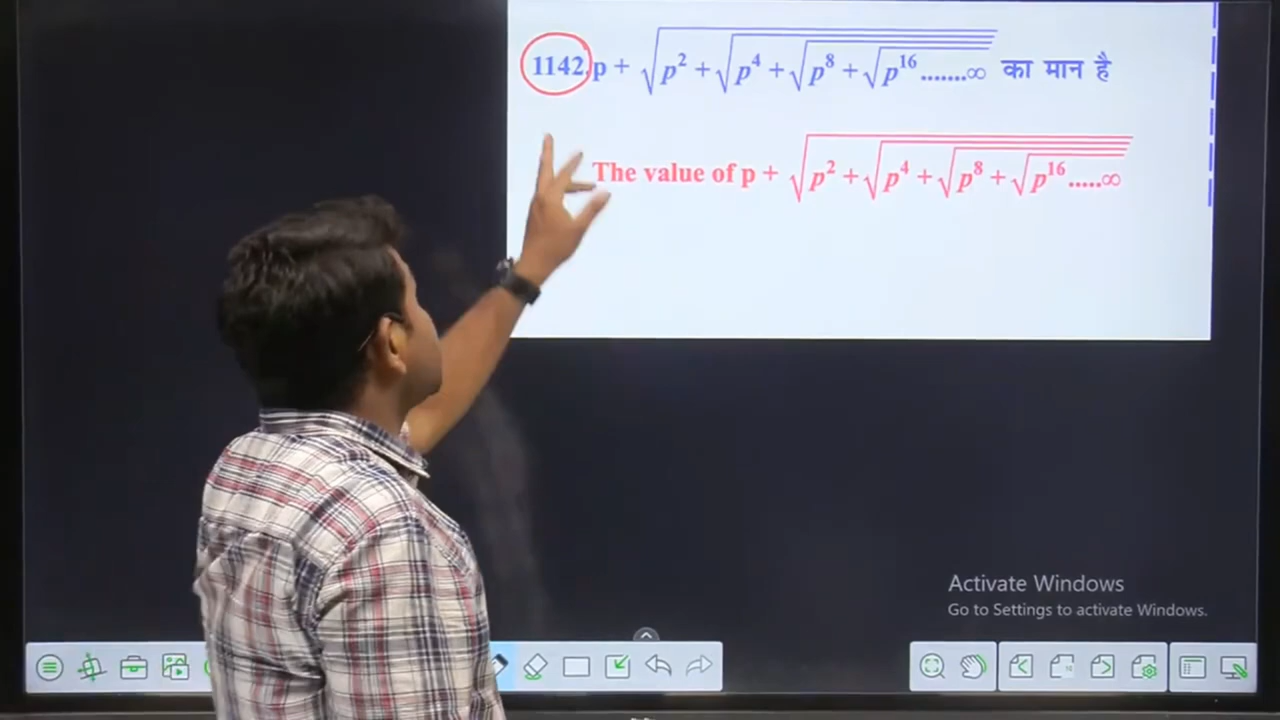 1142. p + √(p² + √(p⁴ + √(p⁸ + √(p¹⁶ .......∞ का मान है
The value of p + √(p² + √(p⁴ + √(p⁸ + √(p¹⁶ .....∞
Activate Windows
Go to Settings to activate Windows.